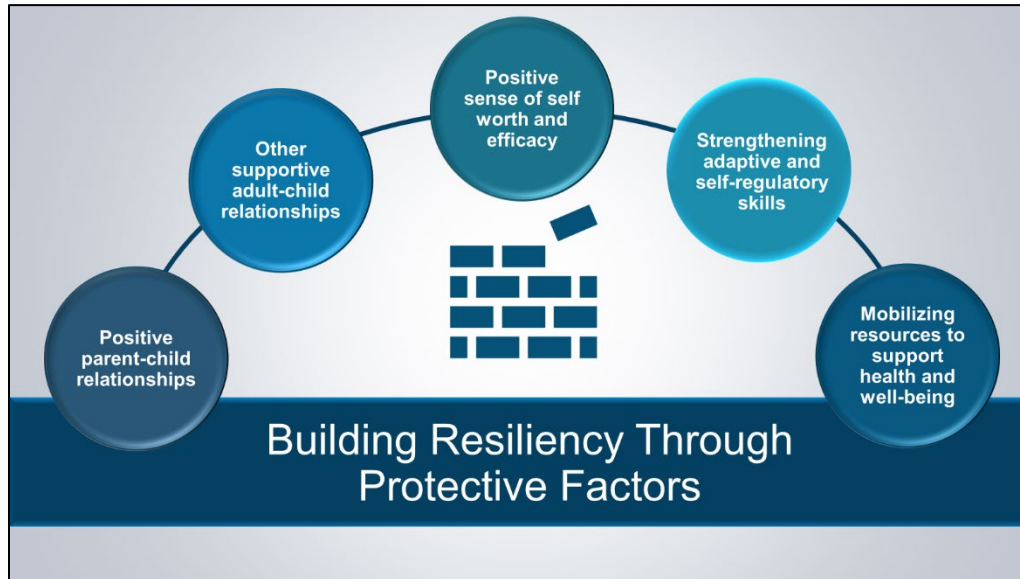 Positive
parent-child
relationships
Other
supportive
adult-child
relationships
Positive
sense of self
worth and
efficacy
Strengthening
adaptive and
self-regulatory
skills
Mobilizing
resources to
support
health and
well-being
Building Resiliency Through
Protective Factors